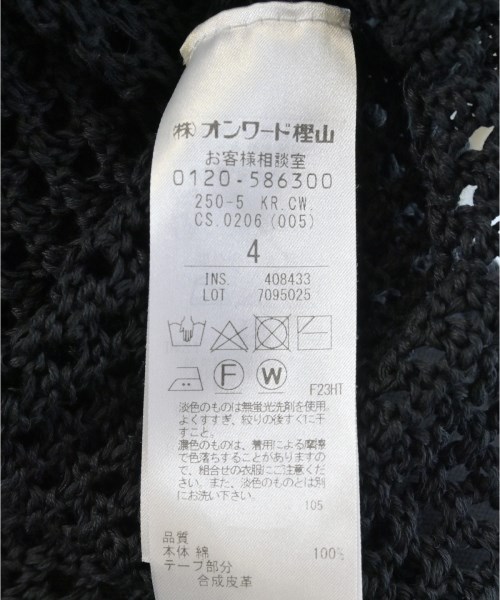 ㈱オンワード樫山
お客様相談室
0120-586300
250-5 KR.CW.
CS.0206 (005)
4
INS. 408433
LOT 7095025
F W
F23HT
淡色のものは無蛍光洗剤を使用。
よくすすぎ、絞りの後すぐに干
すこと。
濃色のものは、着用による摩擦
で色落ちすることがありますの
で、組合せの衣服にご注意くだ
さい。また、淡色のものとは別
にお洗い下さい。
105
品質
本体 綿 100%
テープ部分
合成皮革